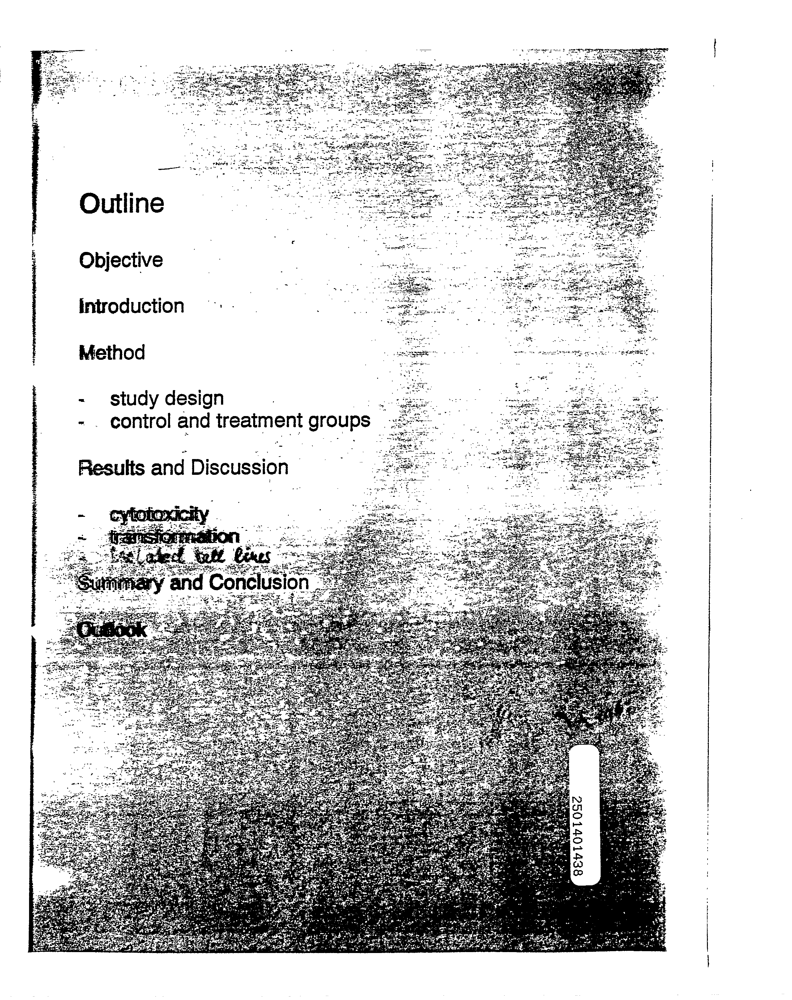 Outline
Objective
Introduction
Method
- study design
- control and treatment groups
Results and Discussion
- cytotoxicity
- transformation
- isolated cell lines
Summary and Conclusion
Outlook
2501401438